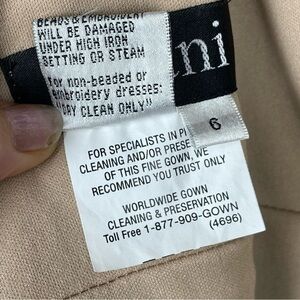 BEADS & EMBROIDERY
WILL BE DAMAGED
UNDER HIGH IRON
SETTING OR STEAM
For non-beaded or
embroidery dresses:
"DRY CLEAN ONLY"
ni
6
FOR SPECIALISTS IN
CLEANING AND/OR
OF THIS FINE GOWN, WE
RECOMMEND YOU TRUST ONLY
WORLDWIDE GOWN
CLEANING & PRESERVATION
Toll Free 1-877-909-GOWN
(4696)